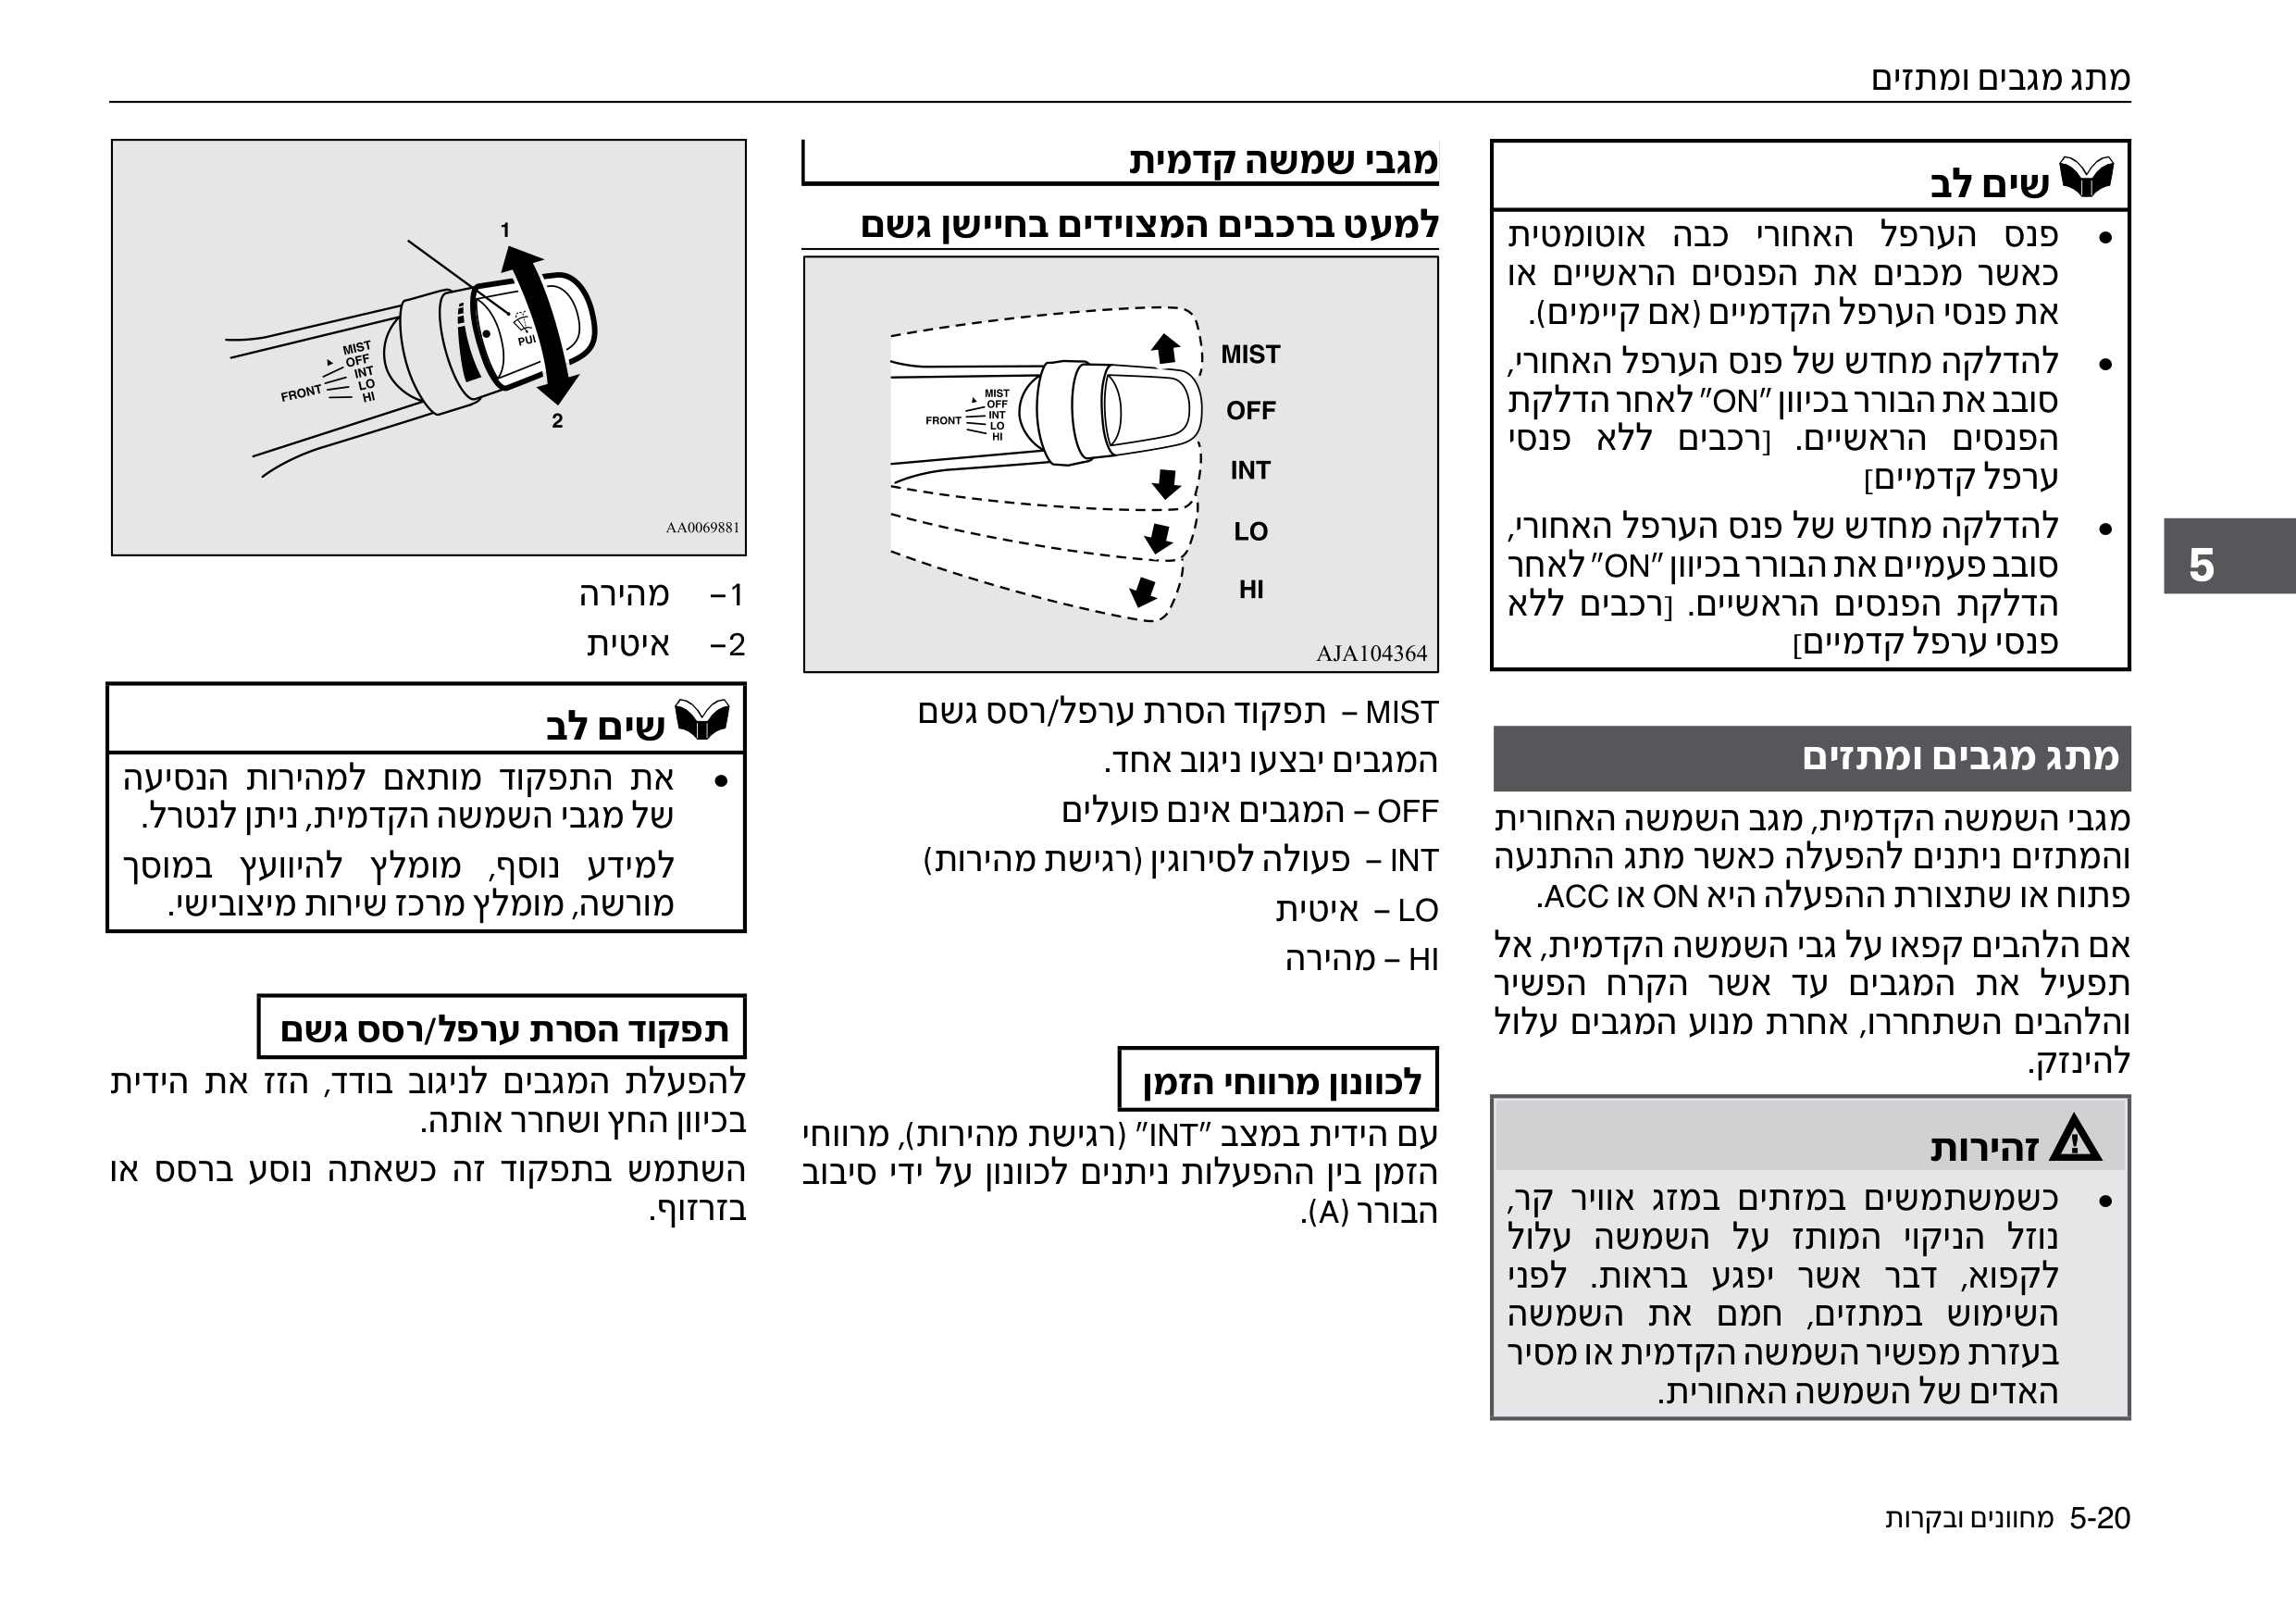 מתג מגבים ומתזים
שים לב
• פנס הערפל האחורי כבה אוטומטית
כאשר מכבים את הפנסים הראשיים או
את פנסי הערפל הקדמיים (אם קיימים).
• להדלקה מחדש של פנס הערפל האחורי,
סובב את הבורר בכיוון "ON" לאחר הדלקת
הפנסים הראשיים. [רכבים ללא פנסי
ערפל קדמיים]
• להדלקה מחדש של פנס הערפל האחורי,
סובב פעמיים את הבורר בכיוון "ON" לאחר
הדלקת הפנסים הראשיים. [רכבים ללא
פנסי ערפל קדמיים]
מתג מגבים ומתזים
מגבי השמשה הקדמית, מגב השמשה האחורית
והמתזים ניתנים להפעלה כאשר מתג ההתנעה
פתוח או שתצורת ההפעלה היא ON או ACC.
אם הלהבים קפאו על גבי השמשה הקדמית, אל
תפעיל את המגבים עד אשר הקרח הפשיר
והלהבים השתחררו, אחרת מנוע המגבים עלול
להינזק.
זהירות
• כשמשתמשים במזתים במזג אוויר קר,
נוזל הניקוי המותז על השמשה עלול
לקפוא, דבר אשר יפגע בראות. לפני
השימוש במתזים, חמם את השמשה
בעזרת מפשיר השמשה הקדמית או מסיר
האדים של השמשה האחורית.
מגבי שמשה קדמית
למעט ברכבים המצוידים בחיישן גשם
MIST
OFF
INT
LO
HI
FRONT
MIST
OFF
INT
LO
HI
AJA104364
MIST – תפקוד הסרת ערפל/רסס גשם
המגבים יבצעו ניגוב אחד.
OFF – המגבים אינם פועלים
INT – פעולה לסירוגין (רגישת מהירות)
LO – איטית
HI – מהירה
לכוונון מרווחי הזמן
עם הידית במצב "INT" (רגישת מהירות), מרווחי
הזמן בין ההפעלות ניתנים לכוונון על ידי סיבוב
הבורר (A).
1
2
FRONT
MIST
OFF
INT
LO
HI
PUL
AA0069881
1– מהירה
2– איטית
שים לב
• את התפקוד מותאם למהירות הנסיעה
של מגבי השמשה הקדמית, ניתן לנטרל.
למידע נוסף, מומלץ להיוועץ במוסך
מורשה, מומלץ מרכז שירות מיצובישי.
תפקוד הסרת ערפל/רסס גשם
להפעלת המגבים לניגוב בודד, הזז את הידית
בכיוון החץ ושחרר אותה.
השתמש בתפקוד זה כשאתה נוסע ברסס או
בזרזוף.
5
5-20 מחוונים ובקרות